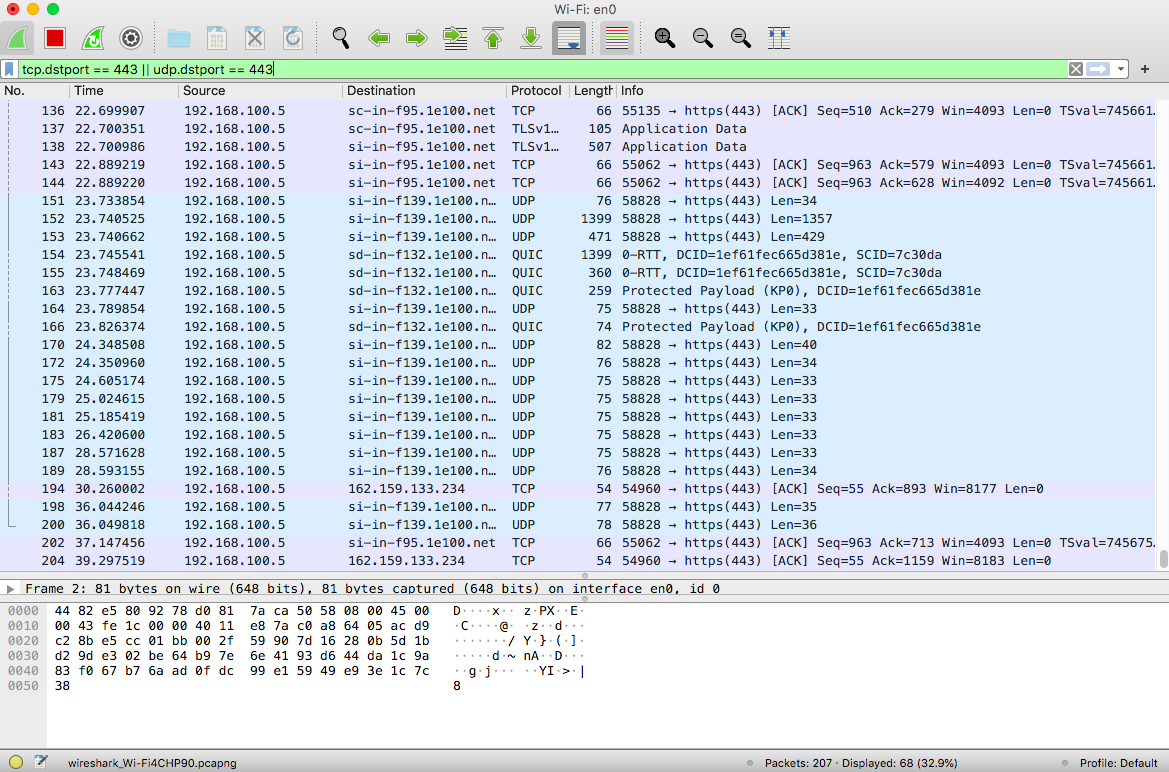 Wi-Fi: en0
tcp.dstport == 443 || udp.dstport == 443
No. Time Source Destination Protocol Length Info
136 22.699907 192.168.100.5 sc-in-f95.1e100.net TCP 66 55135 → https(443) [ACK] Seq=510 Ack=279 Win=4093 Len=0 TSval=745661…
137 22.700351 192.168.100.5 sc-in-f95.1e100.net TLSv1… 105 Application Data
138 22.700986 192.168.100.5 si-in-f95.1e100.net TLSv1… 507 Application Data
143 22.889219 192.168.100.5 si-in-f95.1e100.net TCP 66 55062 → https(443) [ACK] Seq=963 Ack=579 Win=4093 Len=0 TSval=745661…
144 22.889220 192.168.100.5 si-in-f95.1e100.net TCP 66 55062 → https(443) [ACK] Seq=963 Ack=628 Win=4092 Len=0 TSval=745661…
151 23.733854 192.168.100.5 si-in-f139.1e100.n… UDP 76 58828 → https(443) Len=34
152 23.740525 192.168.100.5 si-in-f139.1e100.n… UDP 1399 58828 → https(443) Len=1357
153 23.740662 192.168.100.5 si-in-f139.1e100.n… UDP 471 58828 → https(443) Len=429
154 23.745541 192.168.100.5 sd-in-f132.1e100.n… QUIC 1399 0-RTT, DCID=1ef61fec665d381e, SCID=7c30da
155 23.748469 192.168.100.5 sd-in-f132.1e100.n… QUIC 360 0-RTT, DCID=1ef61fec665d381e, SCID=7c30da
163 23.777447 192.168.100.5 sd-in-f132.1e100.n… QUIC 259 Protected Payload (KP0), DCID=1ef61fec665d381e
164 23.789854 192.168.100.5 si-in-f139.1e100.n… UDP 75 58828 → https(443) Len=33
166 23.826374 192.168.100.5 sd-in-f132.1e100.n… QUIC 74 Protected Payload (KP0), DCID=1ef61fec665d381e
170 24.348508 192.168.100.5 si-in-f139.1e100.n… UDP 82 58828 → https(443) Len=40
172 24.350960 192.168.100.5 si-in-f139.1e100.n… UDP 76 58828 → https(443) Len=34
175 24.605174 192.168.100.5 si-in-f139.1e100.n… UDP 75 58828 → https(443) Len=33
179 25.024615 192.168.100.5 si-in-f139.1e100.n… UDP 75 58828 → https(443) Len=33
181 25.185419 192.168.100.5 si-in-f139.1e100.n… UDP 75 58828 → https(443) Len=33
183 26.420600 192.168.100.5 si-in-f139.1e100.n… UDP 75 58828 → https(443) Len=33
187 28.571628 192.168.100.5 si-in-f139.1e100.n… UDP 75 58828 → https(443) Len=33
189 28.593155 192.168.100.5 si-in-f139.1e100.n… UDP 76 58828 → https(443) Len=34
194 30.260002 192.168.100.5 162.159.133.234 TCP 54 54960 → https(443) [ACK] Seq=55 Ack=893 Win=8177 Len=0
198 36.044246 192.168.100.5 si-in-f139.1e100.n… UDP 77 58828 → https(443) Len=35
200 36.049818 192.168.100.5 si-in-f139.1e100.n… UDP 78 58828 → https(443) Len=36
202 37.147456 192.168.100.5 si-in-f95.1e100.net TCP 66 55062 → https(443) [ACK] Seq=963 Ack=713 Win=4093 Len=0 TSval=745675…
204 39.297519 192.168.100.5 162.159.133.234 TCP 54 54960 → https(443) [ACK] Seq=55 Ack=1159 Win=8183 Len=0
Frame 2: 81 bytes on wire (648 bits), 81 bytes captured (648 bits) on interface en0, id 0
0000 44 82 e5 80 92 78 d0 81 7a ca 50 58 08 00 45 00 D····x·· z·PX··E·
0010 00 43 fe 1c 00 00 40 11 e8 7a c0 a8 64 05 ac d9 ·C····@· ·z··d···
0020 c2 8b e5 cc 01 bb 00 2f 59 90 7d 16 28 0b 5d 1b ·······/ Y·}·(·]·
0030 d2 9d e3 02 be 64 b9 7e 6e 41 93 d6 44 da 1c 9a ·····d·~ nA··D···
0040 83 f0 67 b7 6a ad 0f dc 99 e1 59 49 e9 3e 1c 7c ··g·j··· ··YI·>·|
0050 38 8
wireshark_Wi-Fi4CHP90.pcapng Packets: 207 · Displayed: 68 (32.9%) Profile: Default